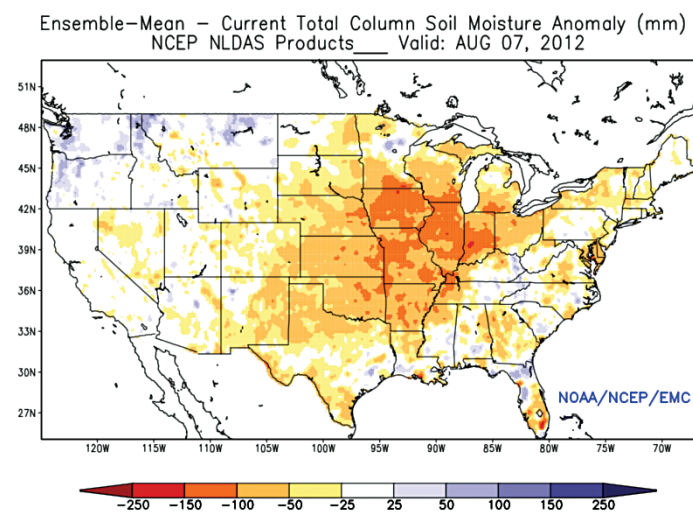 Ensemble-Mean - Current Total Column Soil Moisture Anomaly (mm)
NCEP NLDAS Products___ Valid: AUG 07, 2012
51N
48N
45N
42N
39N
36N
33N
30N
27N
NOAA/NCEP/EMC
120W 115W 110W 105W 100W 95W 90W 85W 80W 75W 70W
-250 -150 -100 -50 -25 25 50 100 150 250